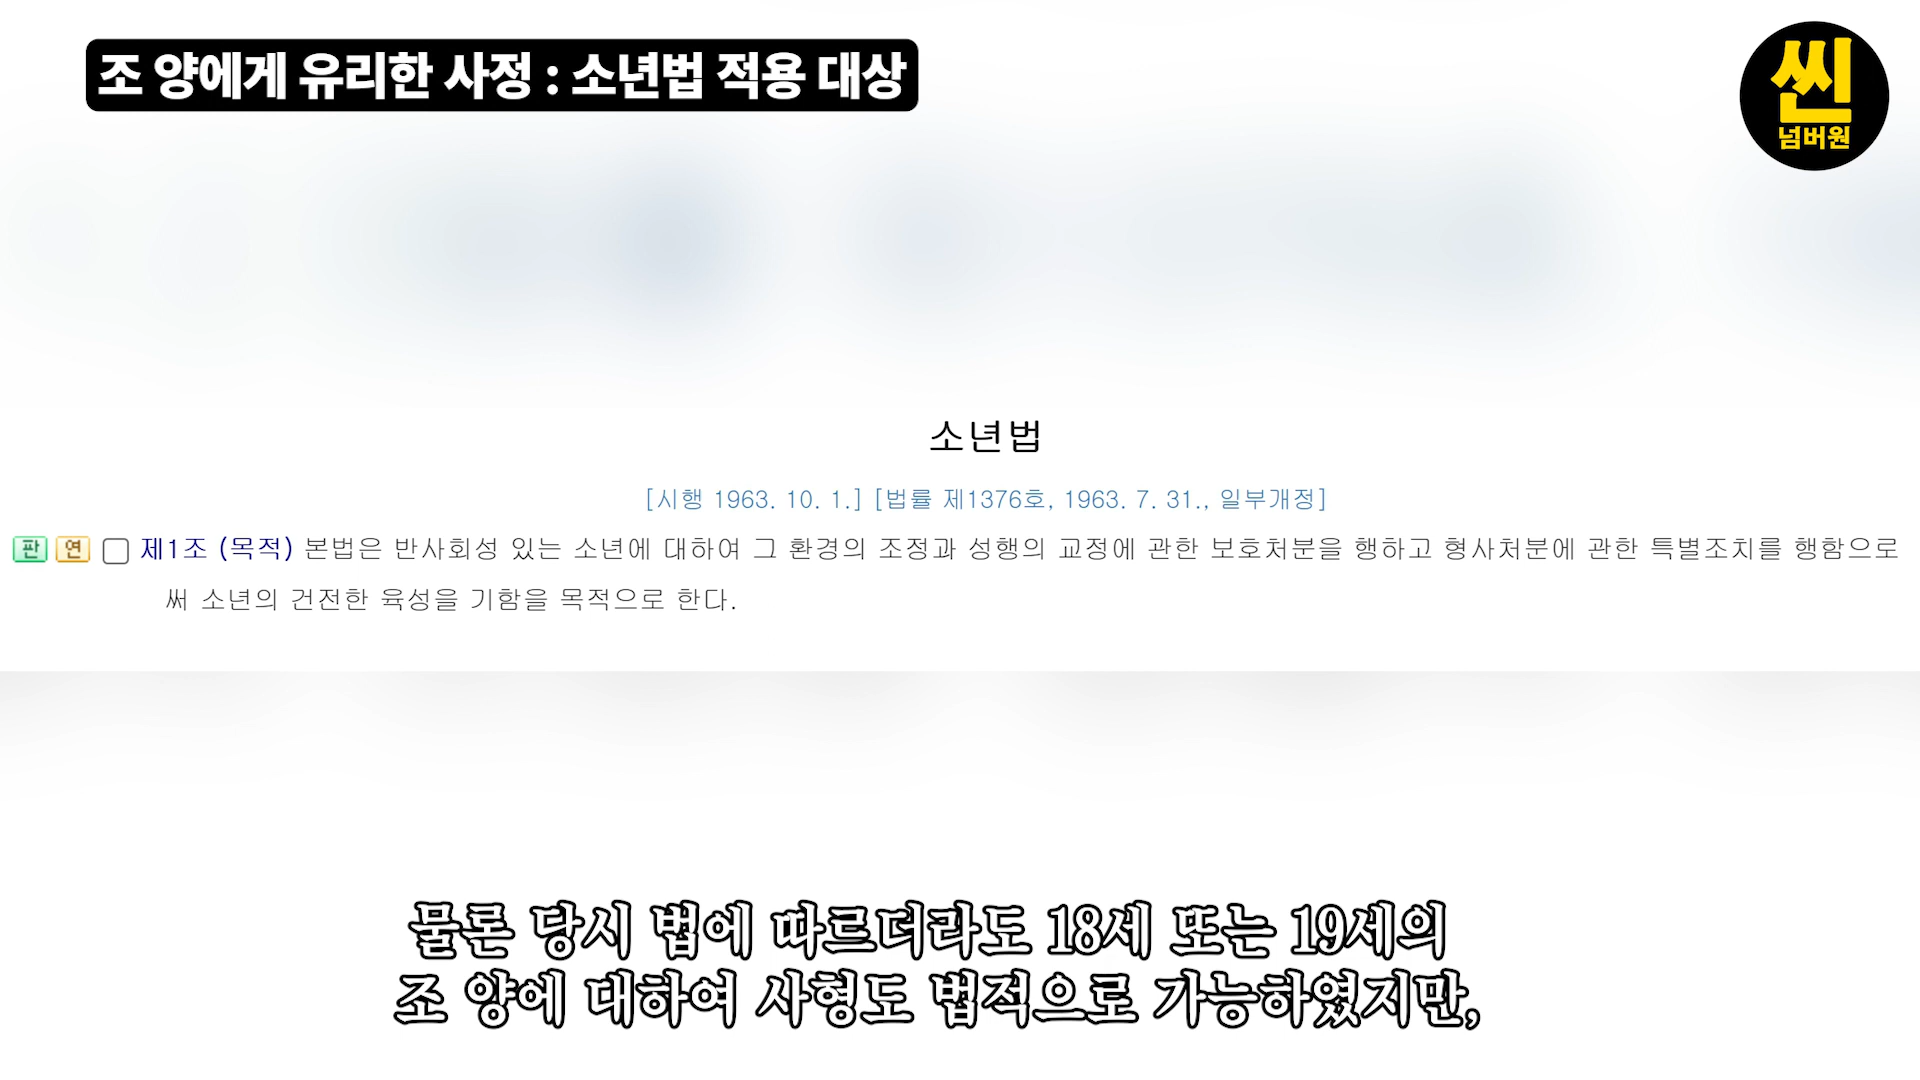 조 양에게 유리한 사정 : 소년법 적용 대상
씬
넘버원
소년법
[시행 1963. 10. 1.] [법률 제1376호, 1963. 7. 31., 일부개정]
판 연 제1조 (목적) 본법은 반사회성 있는 소년에 대하여 그 환경의 조정과 성행의 교정에 관한 보호처분을 행하고 형사처분에 관한 특별조치를 행함으로
써 소년의 건전한 육성을 기함을 목적으로 한다.
물론 당시 법에 따르더라도 18세 또는 19세의
조 양에 대하여 사형도 법적으로 가능하였지만,